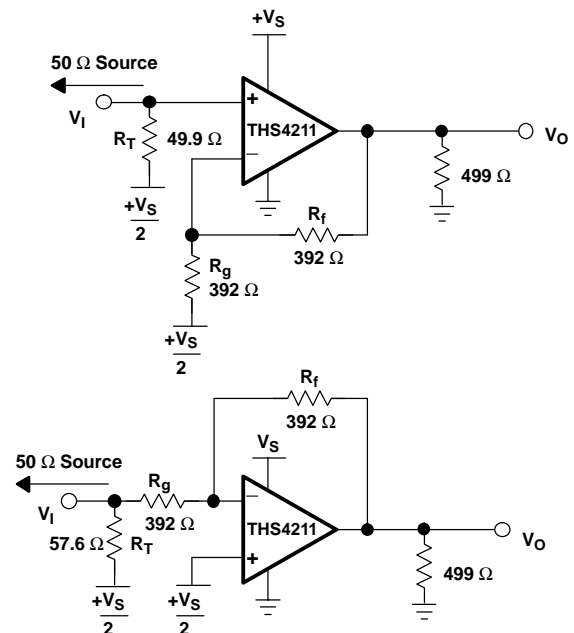 +VS
50 Ω Source
VI
RT
49.9 Ω
+VS
2
+
THS4211
−
VO
499 Ω
Rf
392 Ω
Rg
392 Ω
+VS
2
Rf
392 Ω
VS
50 Ω Source
Rg
392 Ω
VI
57.6 Ω
RT
+VS
2
+VS
2
−
THS4211
+
VO
499 Ω